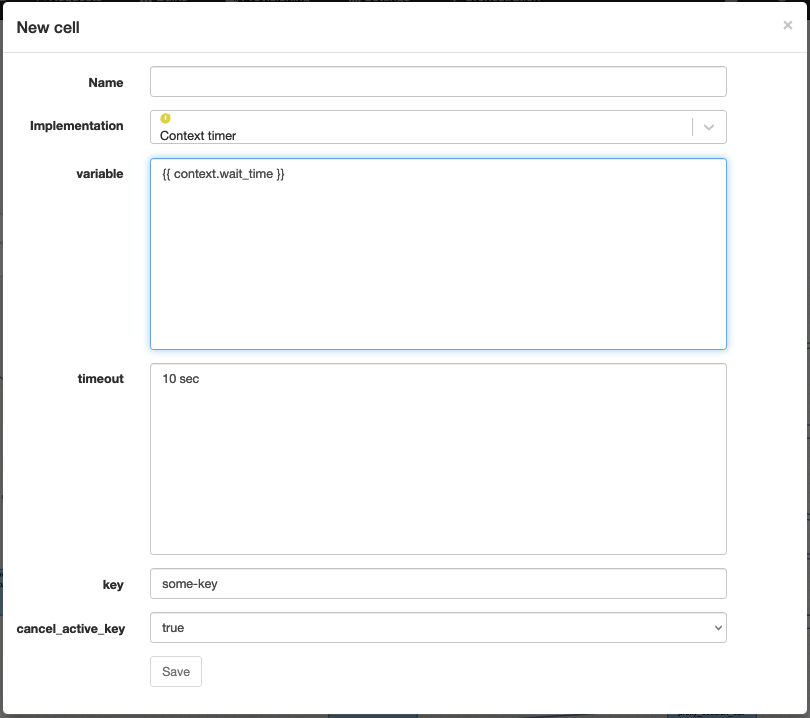 New cell
×
Name
Implementation
Context timer
variable
{{ context.wait_time }}
timeout
10 sec
key
some-key
cancel_active_key
true
Save